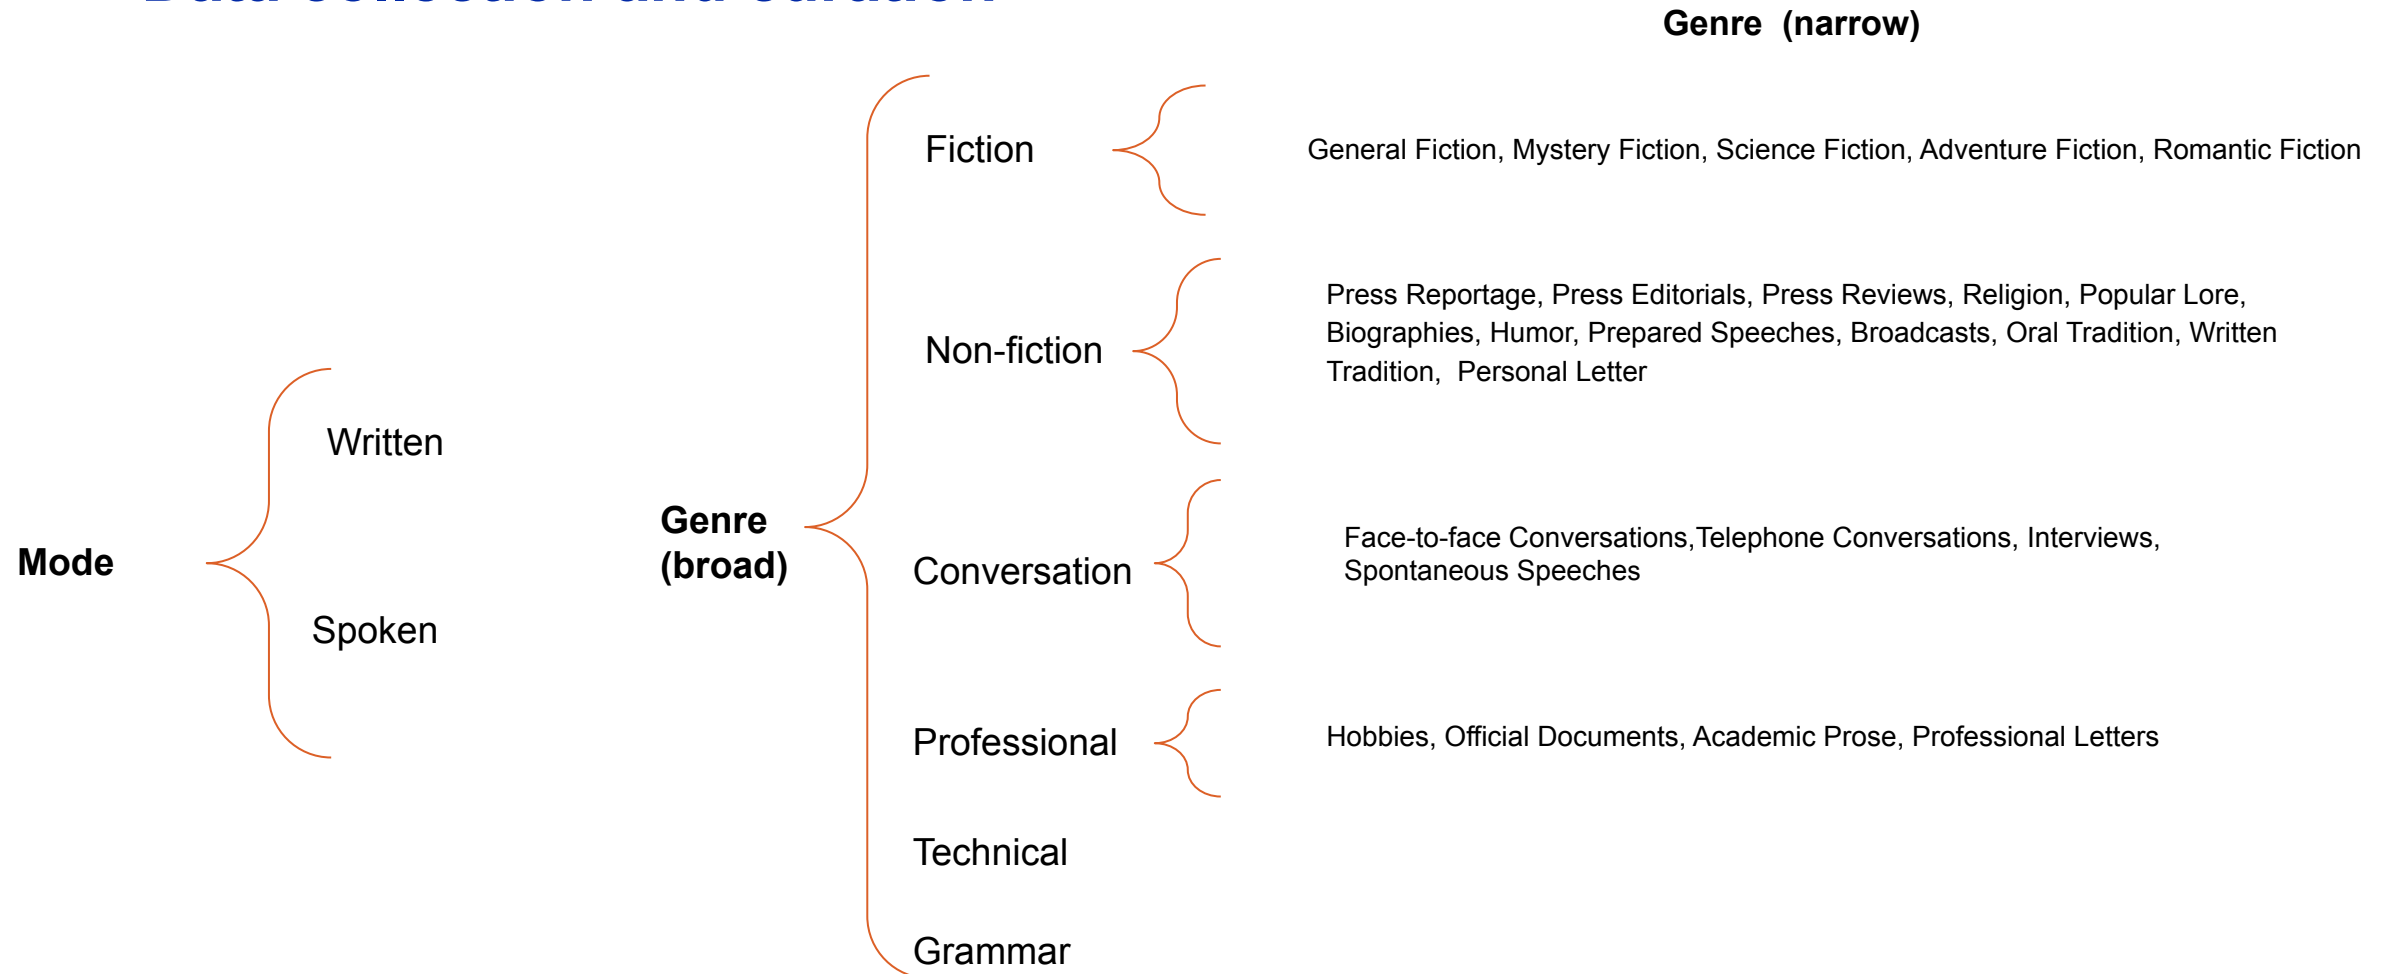 Genre (narrow)
Fiction
General Fiction, Mystery Fiction, Science Fiction, Adventure Fiction, Romantic Fiction
Non-fiction
Press Reportage, Press Editorials, Press Reviews, Religion, Popular Lore,
Biographies, Humor, Prepared Speeches, Broadcasts, Oral Tradition, Written
Tradition, Personal Letter
Mode
Written
Spoken
Genre
(broad)
Conversation
Face-to-face Conversations,Telephone Conversations, Interviews,
Spontaneous Speeches
Professional
Hobbies, Official Documents, Academic Prose, Professional Letters
Technical
Grammar